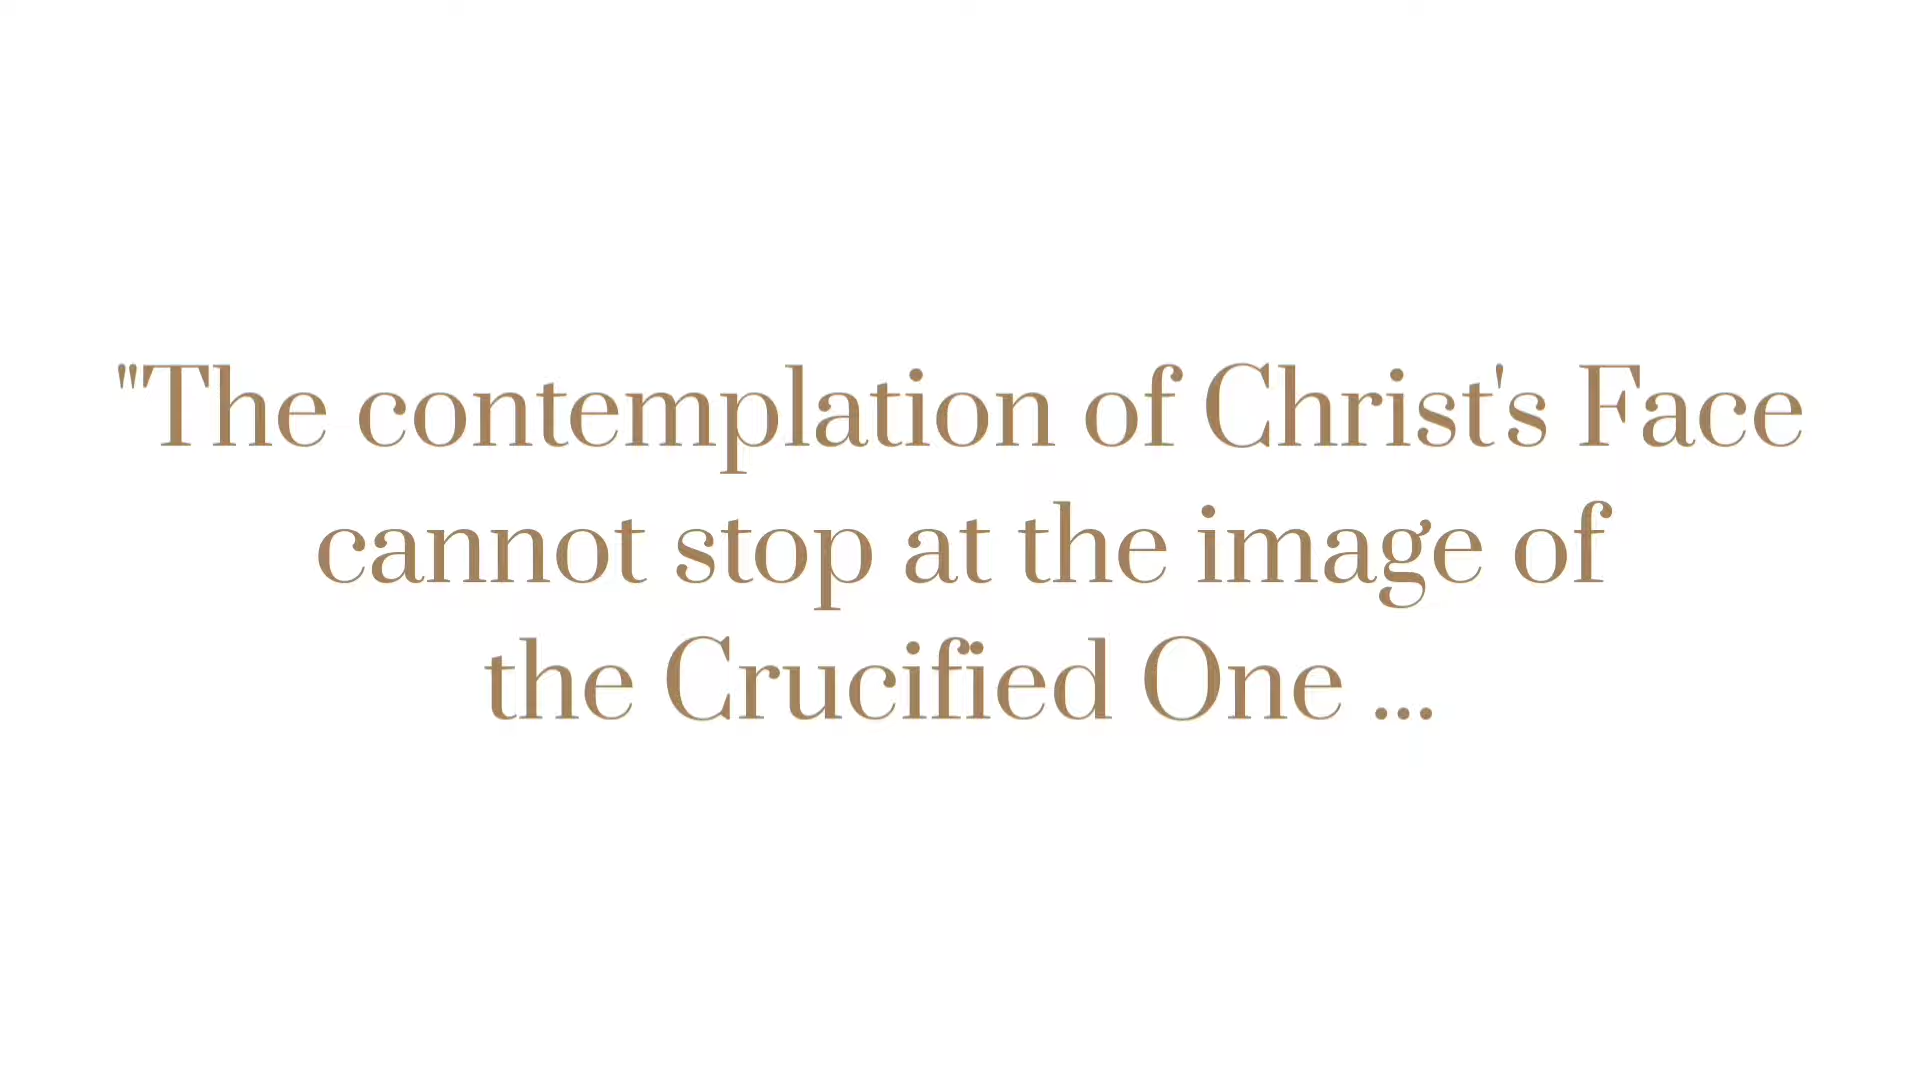 "The contemplation of Christ's Face
cannot stop at the image of
the Crucified One ...